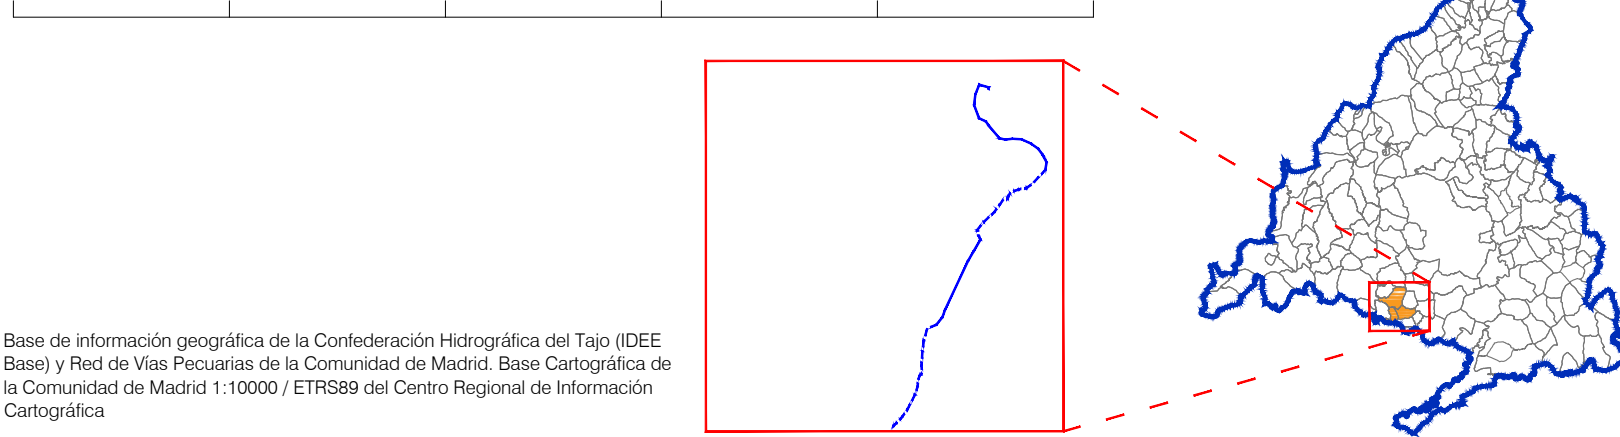 Base de información geográfica de la Confederación Hidrográfica del Tajo (IDEE
Base) y Red de Vías Pecuarias de la Comunidad de Madrid. Base Cartográfica de
la Comunidad de Madrid 1:10000 / ETRS89 del Centro Regional de Información
Cartográfica